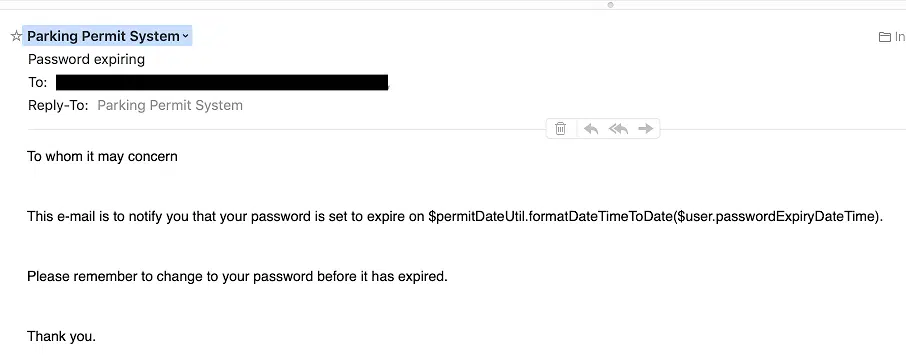 Parking Permit System
In
Password expiring
To:
Reply-To: Parking Permit System
To whom it may concern
This e-mail is to notify you that your password is set to expire on $permitDateUtil.formatDateTimeToDate($user.passwordExpiryDateTime).
Please remember to change to your password before it has expired.
Thank you.